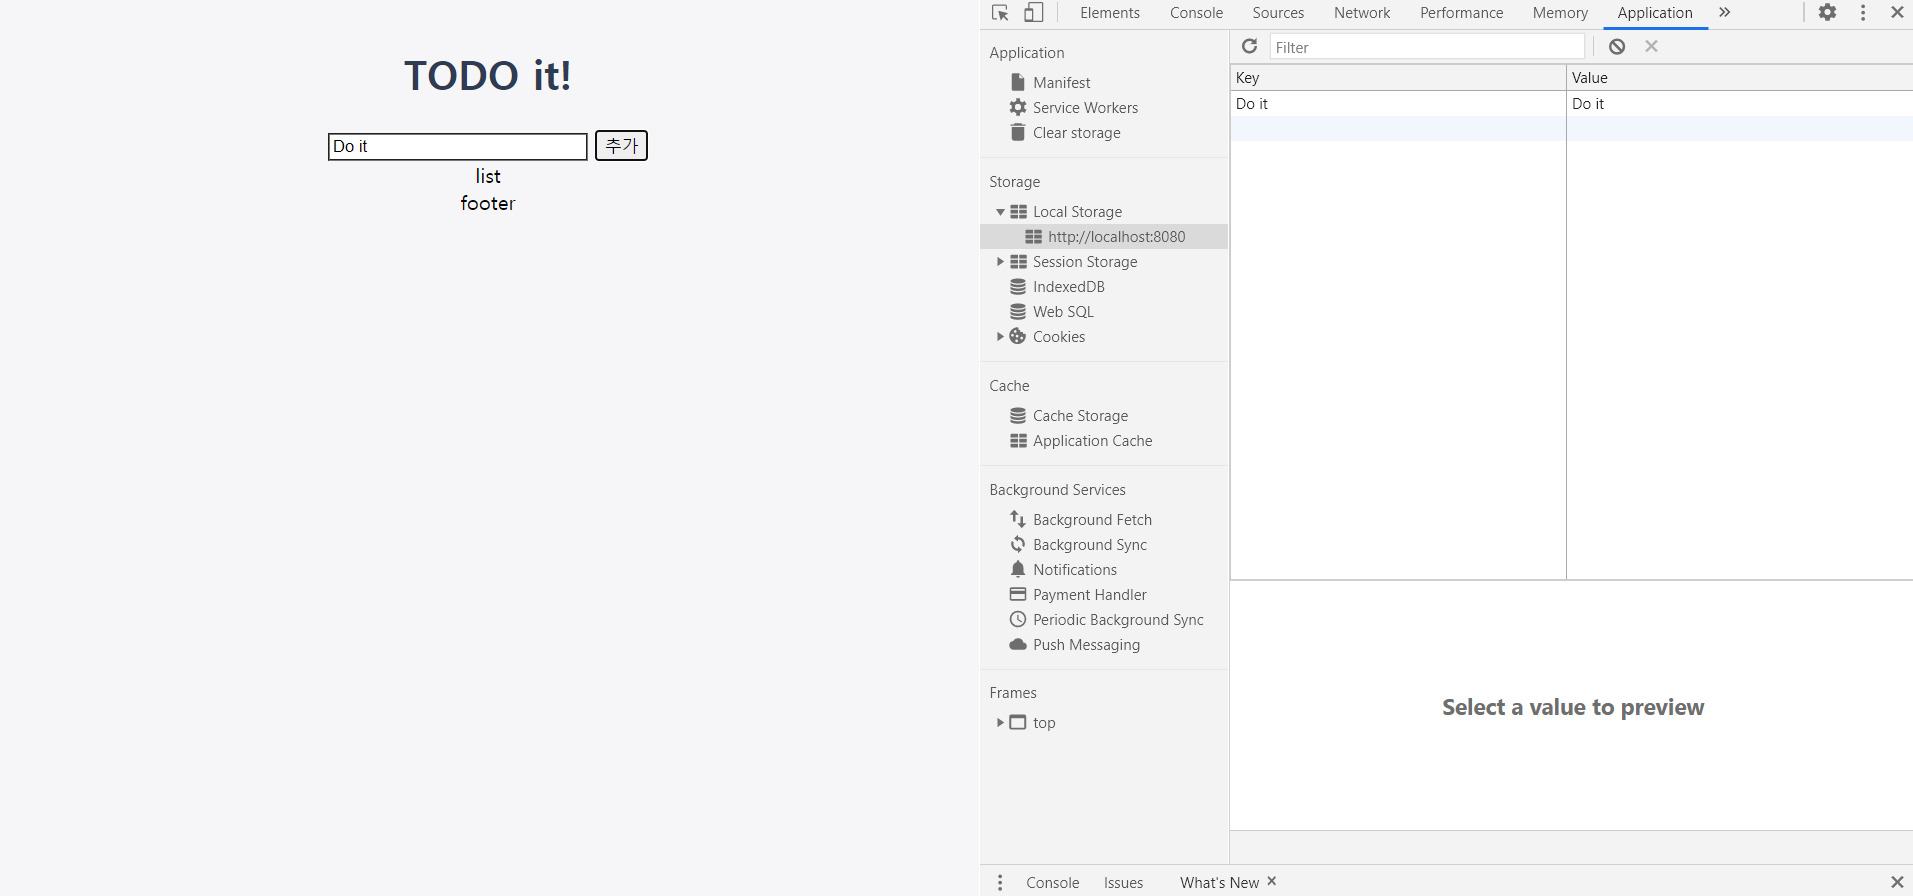 TODO it!
Do it 추가
list
footer
Elements Console Sources Network Performance Memory Application »
Application
Manifest
Service Workers
Clear storage
Storage
Local Storage
http://localhost:8080
Session Storage
IndexedDB
Web SQL
Cookies
Cache
Cache Storage
Application Cache
Background Services
Background Fetch
Background Sync
Notifications
Payment Handler
Periodic Background Sync
Push Messaging
Frames
top
Filter
Key Value
Do it Do it
Select a value to preview
Console Issues What's New